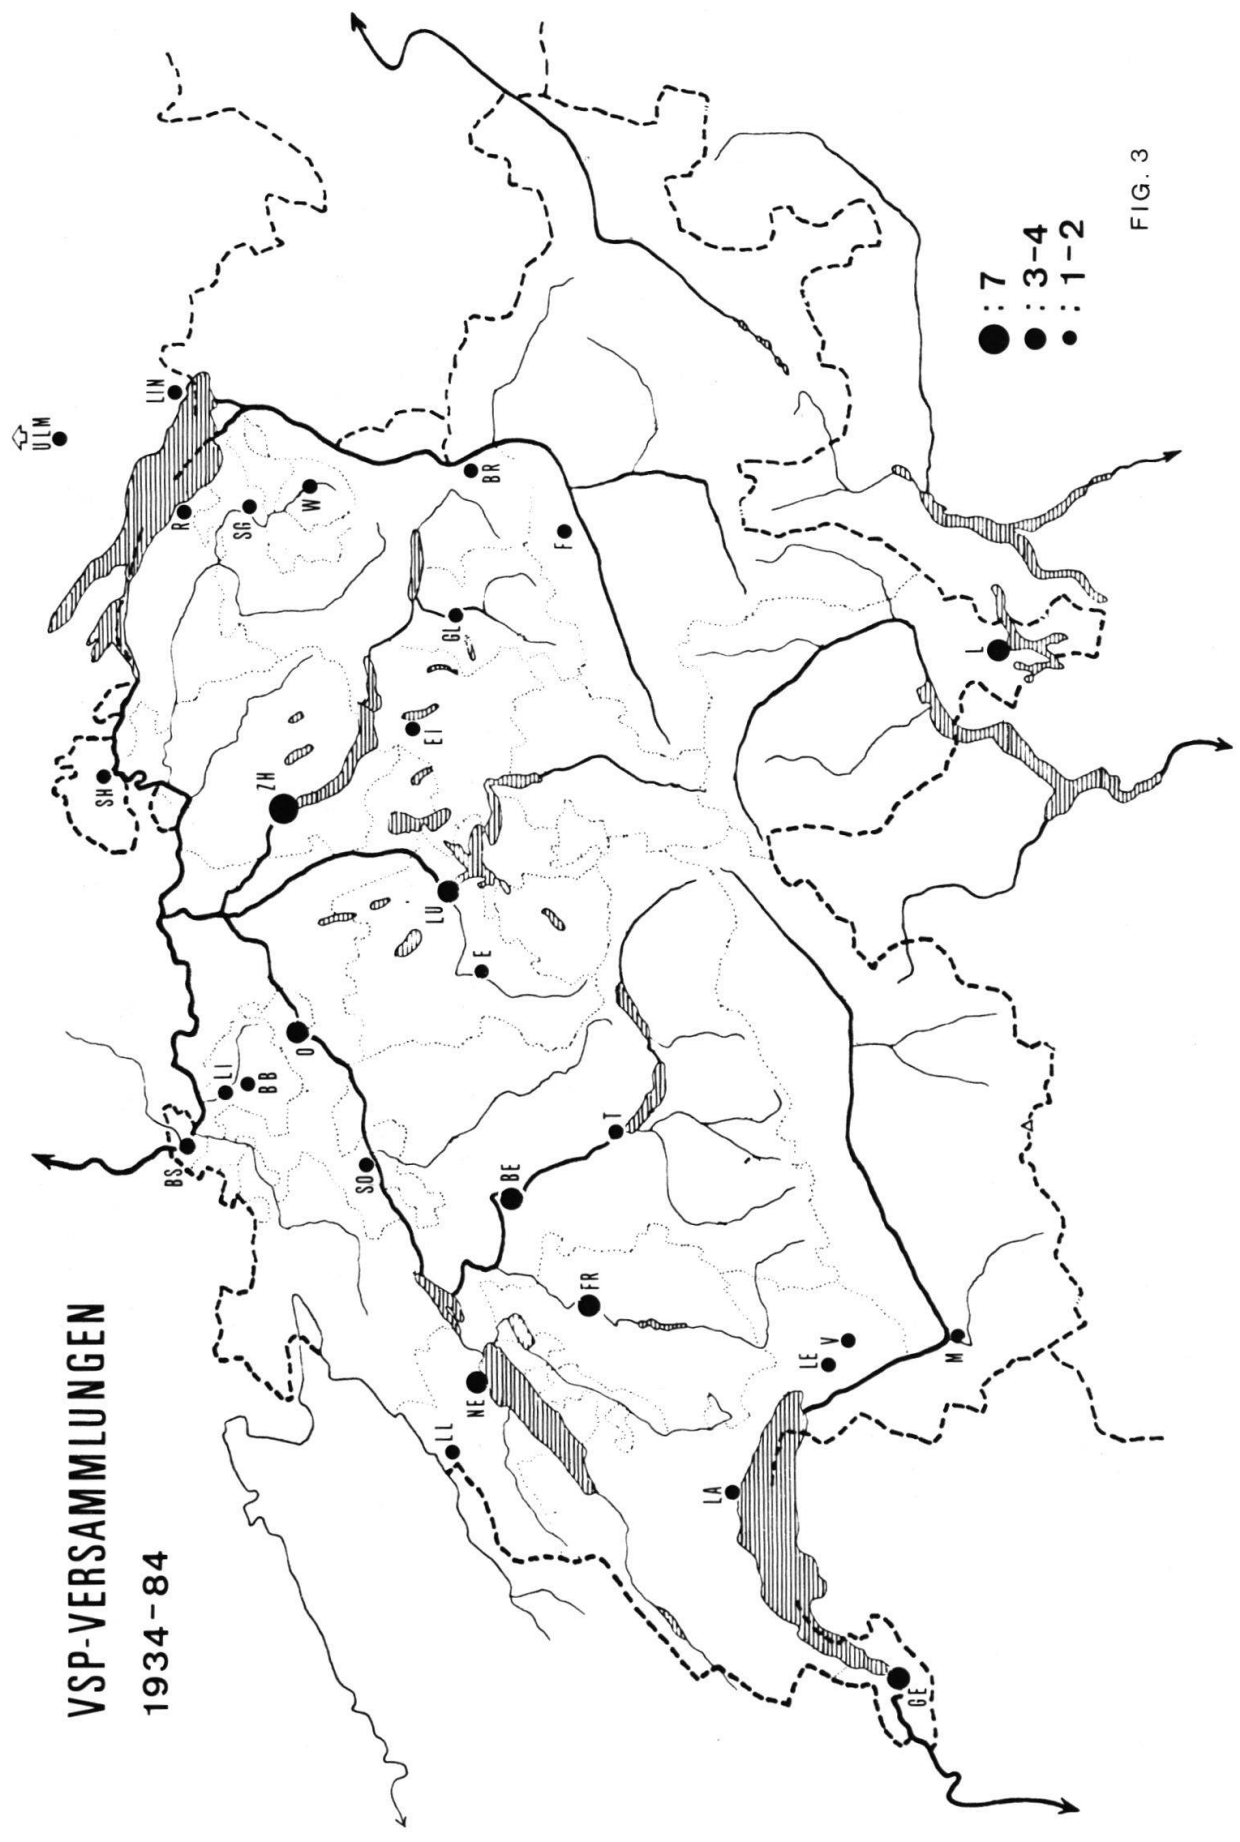 VSP-VERSAMMLUNGEN
1934-84
ULM
LIN
R
SG
W
SH
ZH
BR
F
GL
EI
LU
E
O
LI
BB
BS
SO
T
BE
FR
NE
LL
LE
V
M
LA
GE
L
: 7
: 3-4
: 1-2
FIG. 3